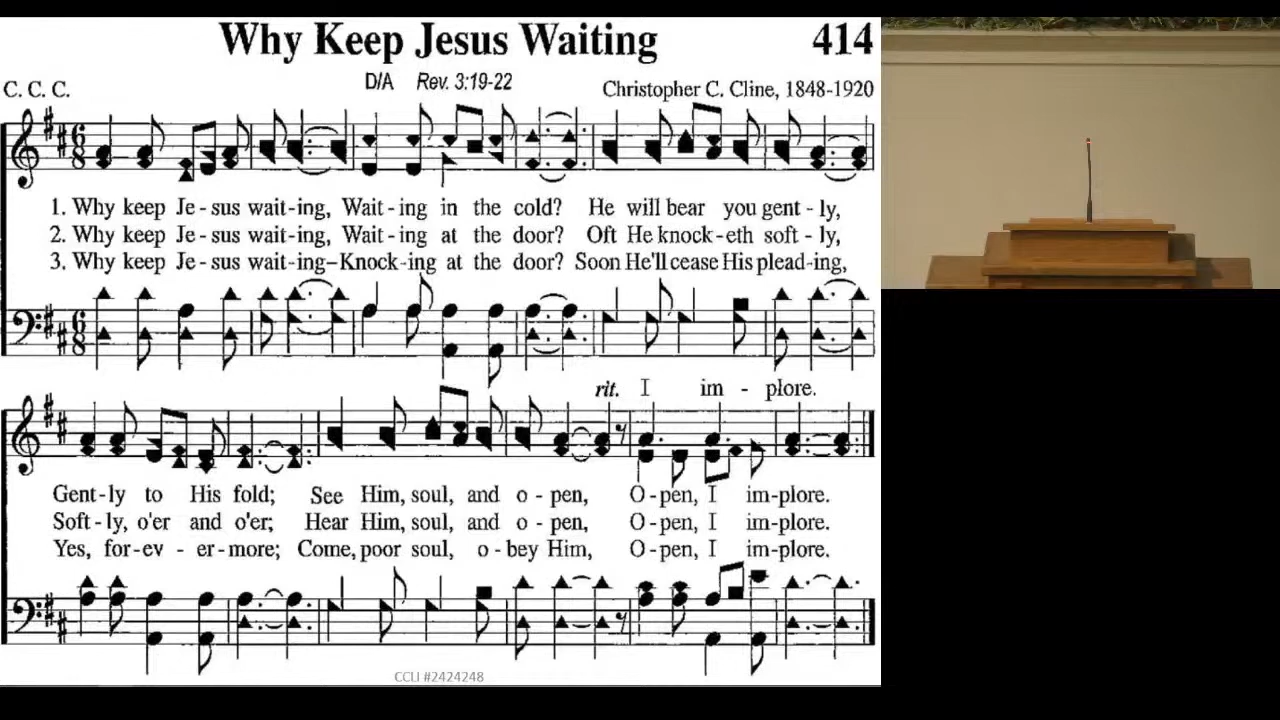 Why Keep Jesus Waiting 414
D/A Rev. 3:19-22
C. C. C. Christopher C. Cline, 1848-1920
1. Why keep Je - sus wait-ing, Wait - ing in the cold? He will bear you gent - ly,
2. Why keep Je - sus wait-ing, Wait - ing at the door? Oft He knock-eth soft - ly,
3. Why keep Je - sus wait-ing–Knock-ing at the door? Soon He'll cease His plead-ing,
rit. I im - plore.
Gent-ly to His fold; See Him, soul, and o - pen, O-pen, I im-plore.
Soft-ly, o'er and o'er; Hear Him, soul, and o - pen, O-pen, I im-plore.
Yes, for-ev - er-more; Come, poor soul, o-bey Him, O-pen, I im-plore.
CCLI #2424248